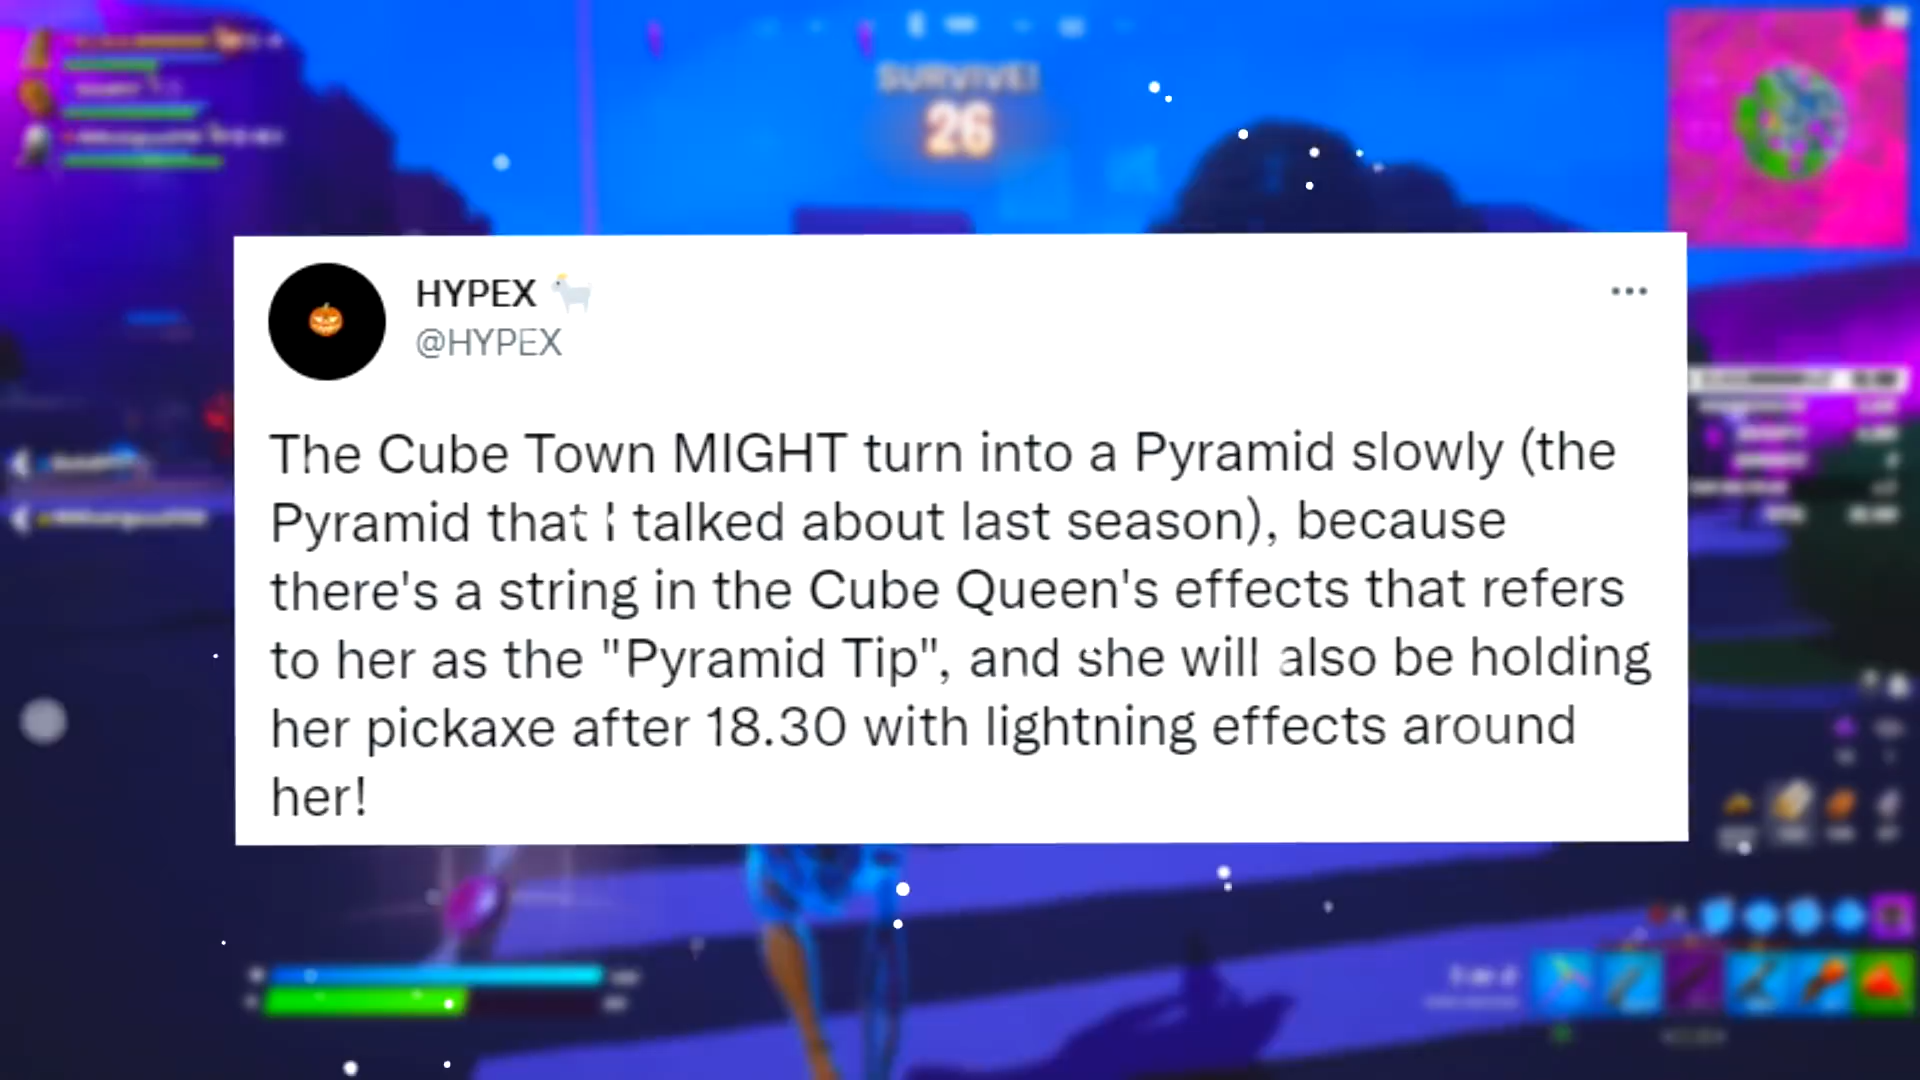 SURVIVE!
26
HYPEX
@HYPEX
The Cube Town MIGHT turn into a Pyramid slowly (the
Pyramid that I talked about last season), because
there's a string in the Cube Queen's effects that refers
to her as the "Pyramid Tip", and she will also be holding
her pickaxe after 18.30 with lightning effects around
her!